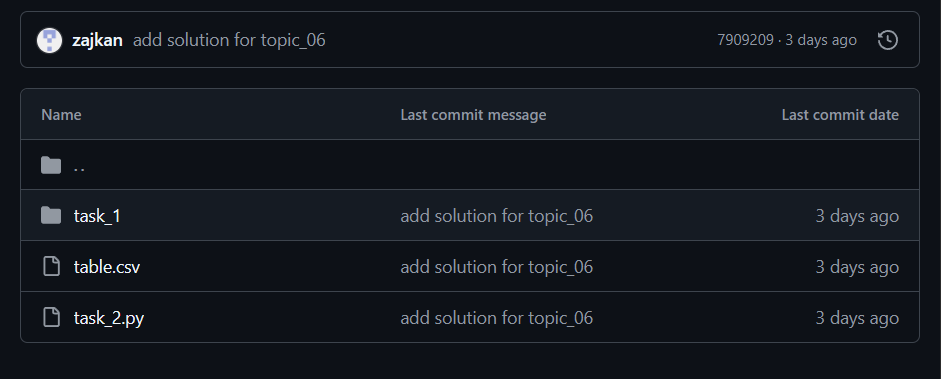 zajkan add solution for topic_06 7909209 · 3 days ago
Name Last commit message Last commit date
..
task_1 add solution for topic_06 3 days ago
table.csv add solution for topic_06 3 days ago
task_2.py add solution for topic_06 3 days ago